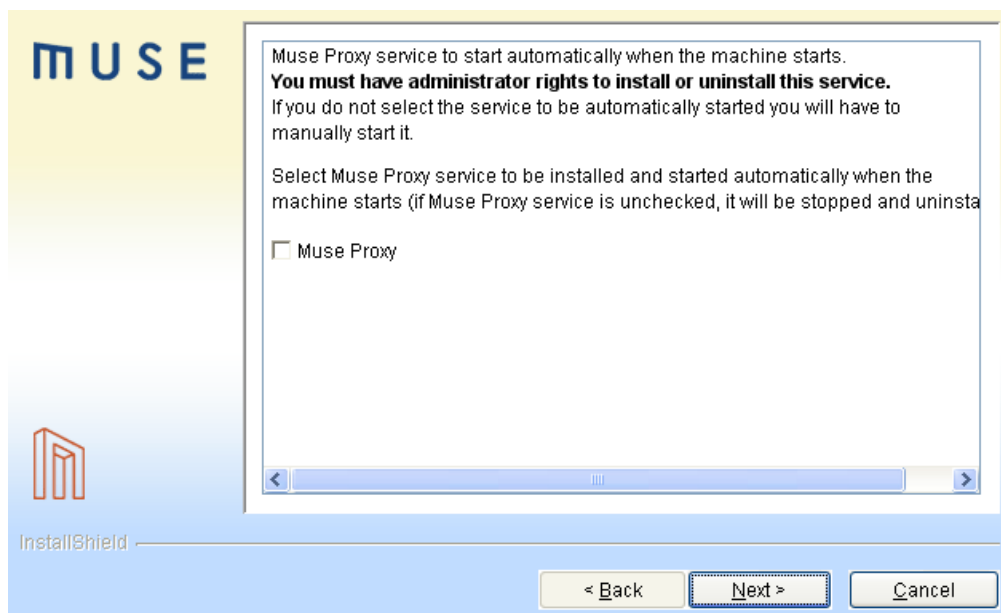 MUSE
Muse Proxy service to start automatically when the machine starts.
You must have administrator rights to install or uninstall this service.
If you do not select the service to be automatically started you will have to
manually start it.
Select Muse Proxy service to be installed and started automatically when the
machine starts (if Muse Proxy service is unchecked, it will be stopped and uninsta
Muse Proxy
InstallShield
< Back
Next >
Cancel